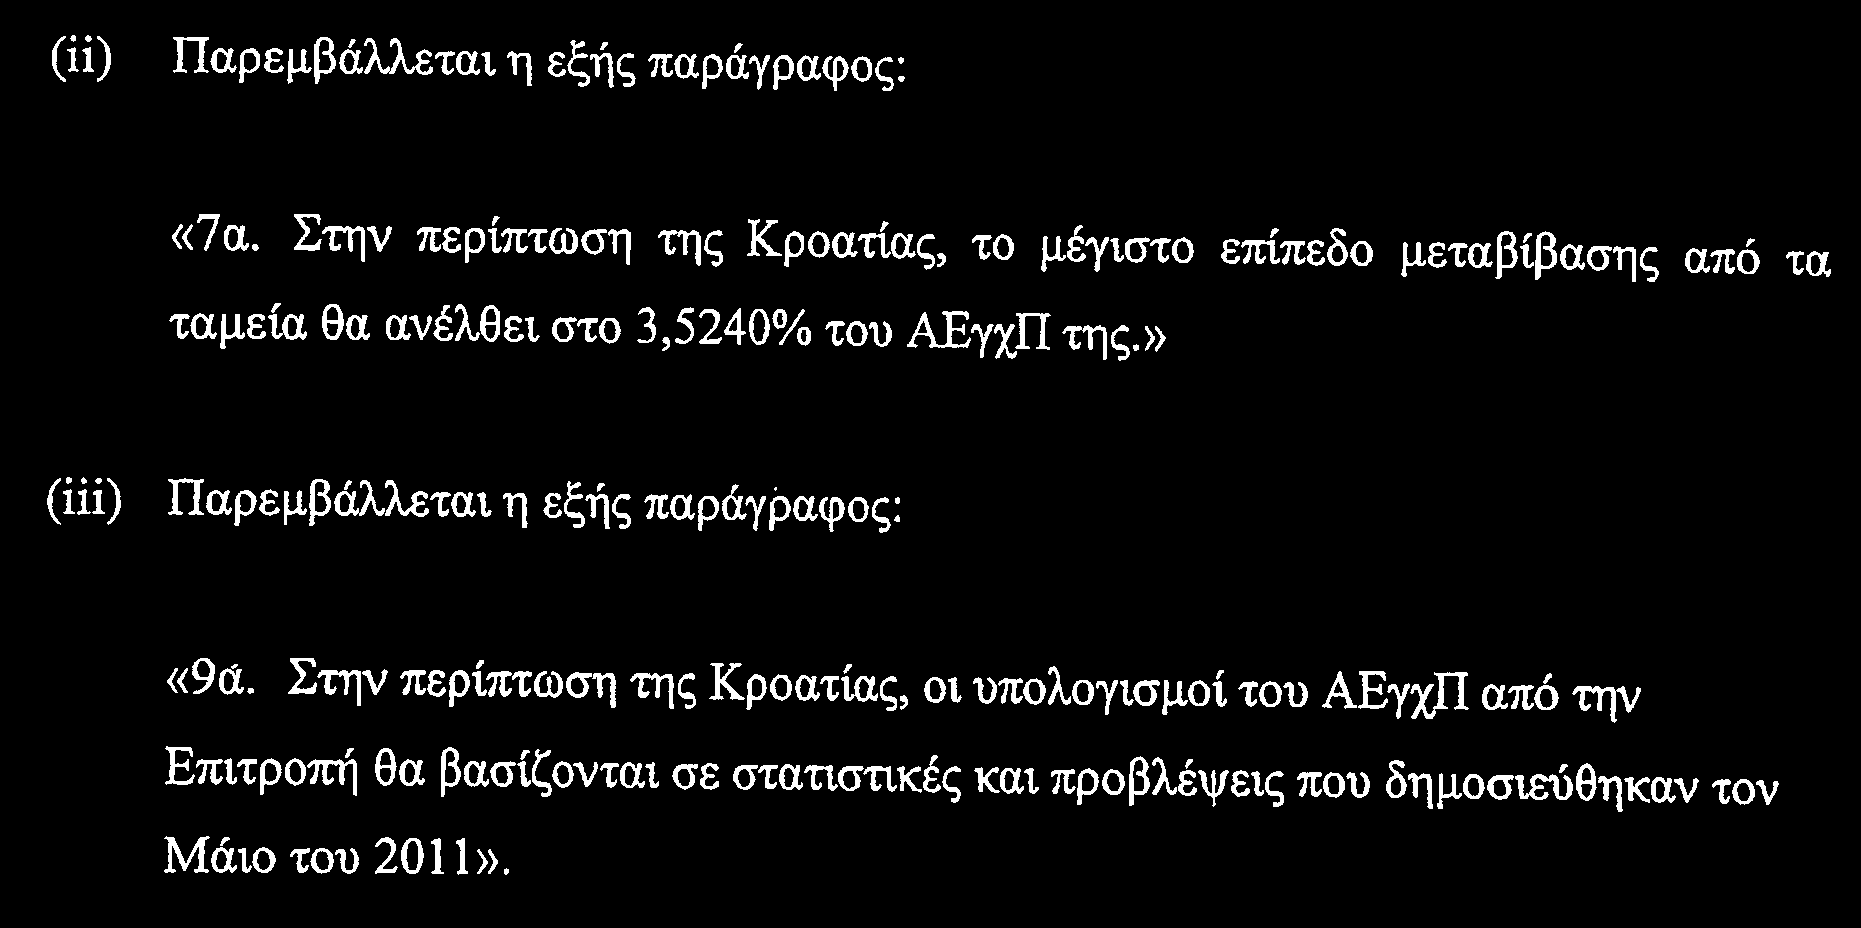 (ii) Παρεμβάλλεται η εξής παράγραφος:
«7α. Στην περίπτωση της Κροατίας, το μέγιστο επίπεδο μεταβίβασης από τα
ταμεία θα ανέλθει στο 3,5240% του ΑΕγχΠ της.»
(iii) Παρεμβάλλεται η εξής παράγραφος:
«9α. Στην περίπτωση της Κροατίας, οι υπολογισμοί του ΑΕγχΠ από την
Επιτροπή θα βασίζονται σε στατιστικές και προβλέψεις που δημοσιεύθηκαν τον
Μάιο του 2011».